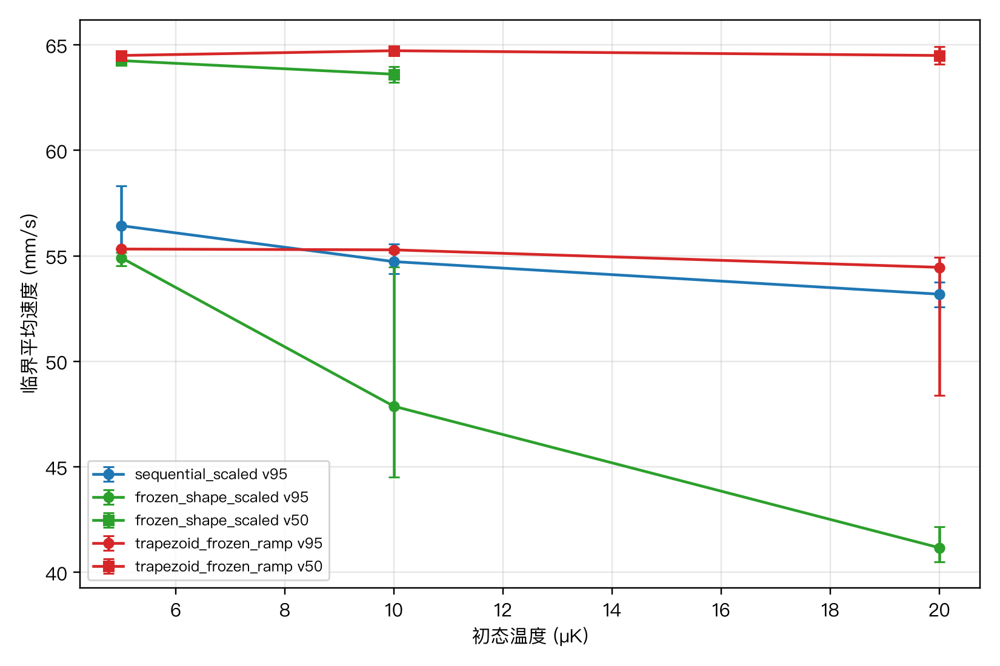 65
60
55
50
45
40
临界平均速度 (mm/s)
sequential_scaled v95
frozen_shape_scaled v95
frozen_shape_scaled v50
trapezoid_frozen_ramp v95
trapezoid_frozen_ramp v50
6 8 10 12 14 16 18 20
初态温度 (μK)